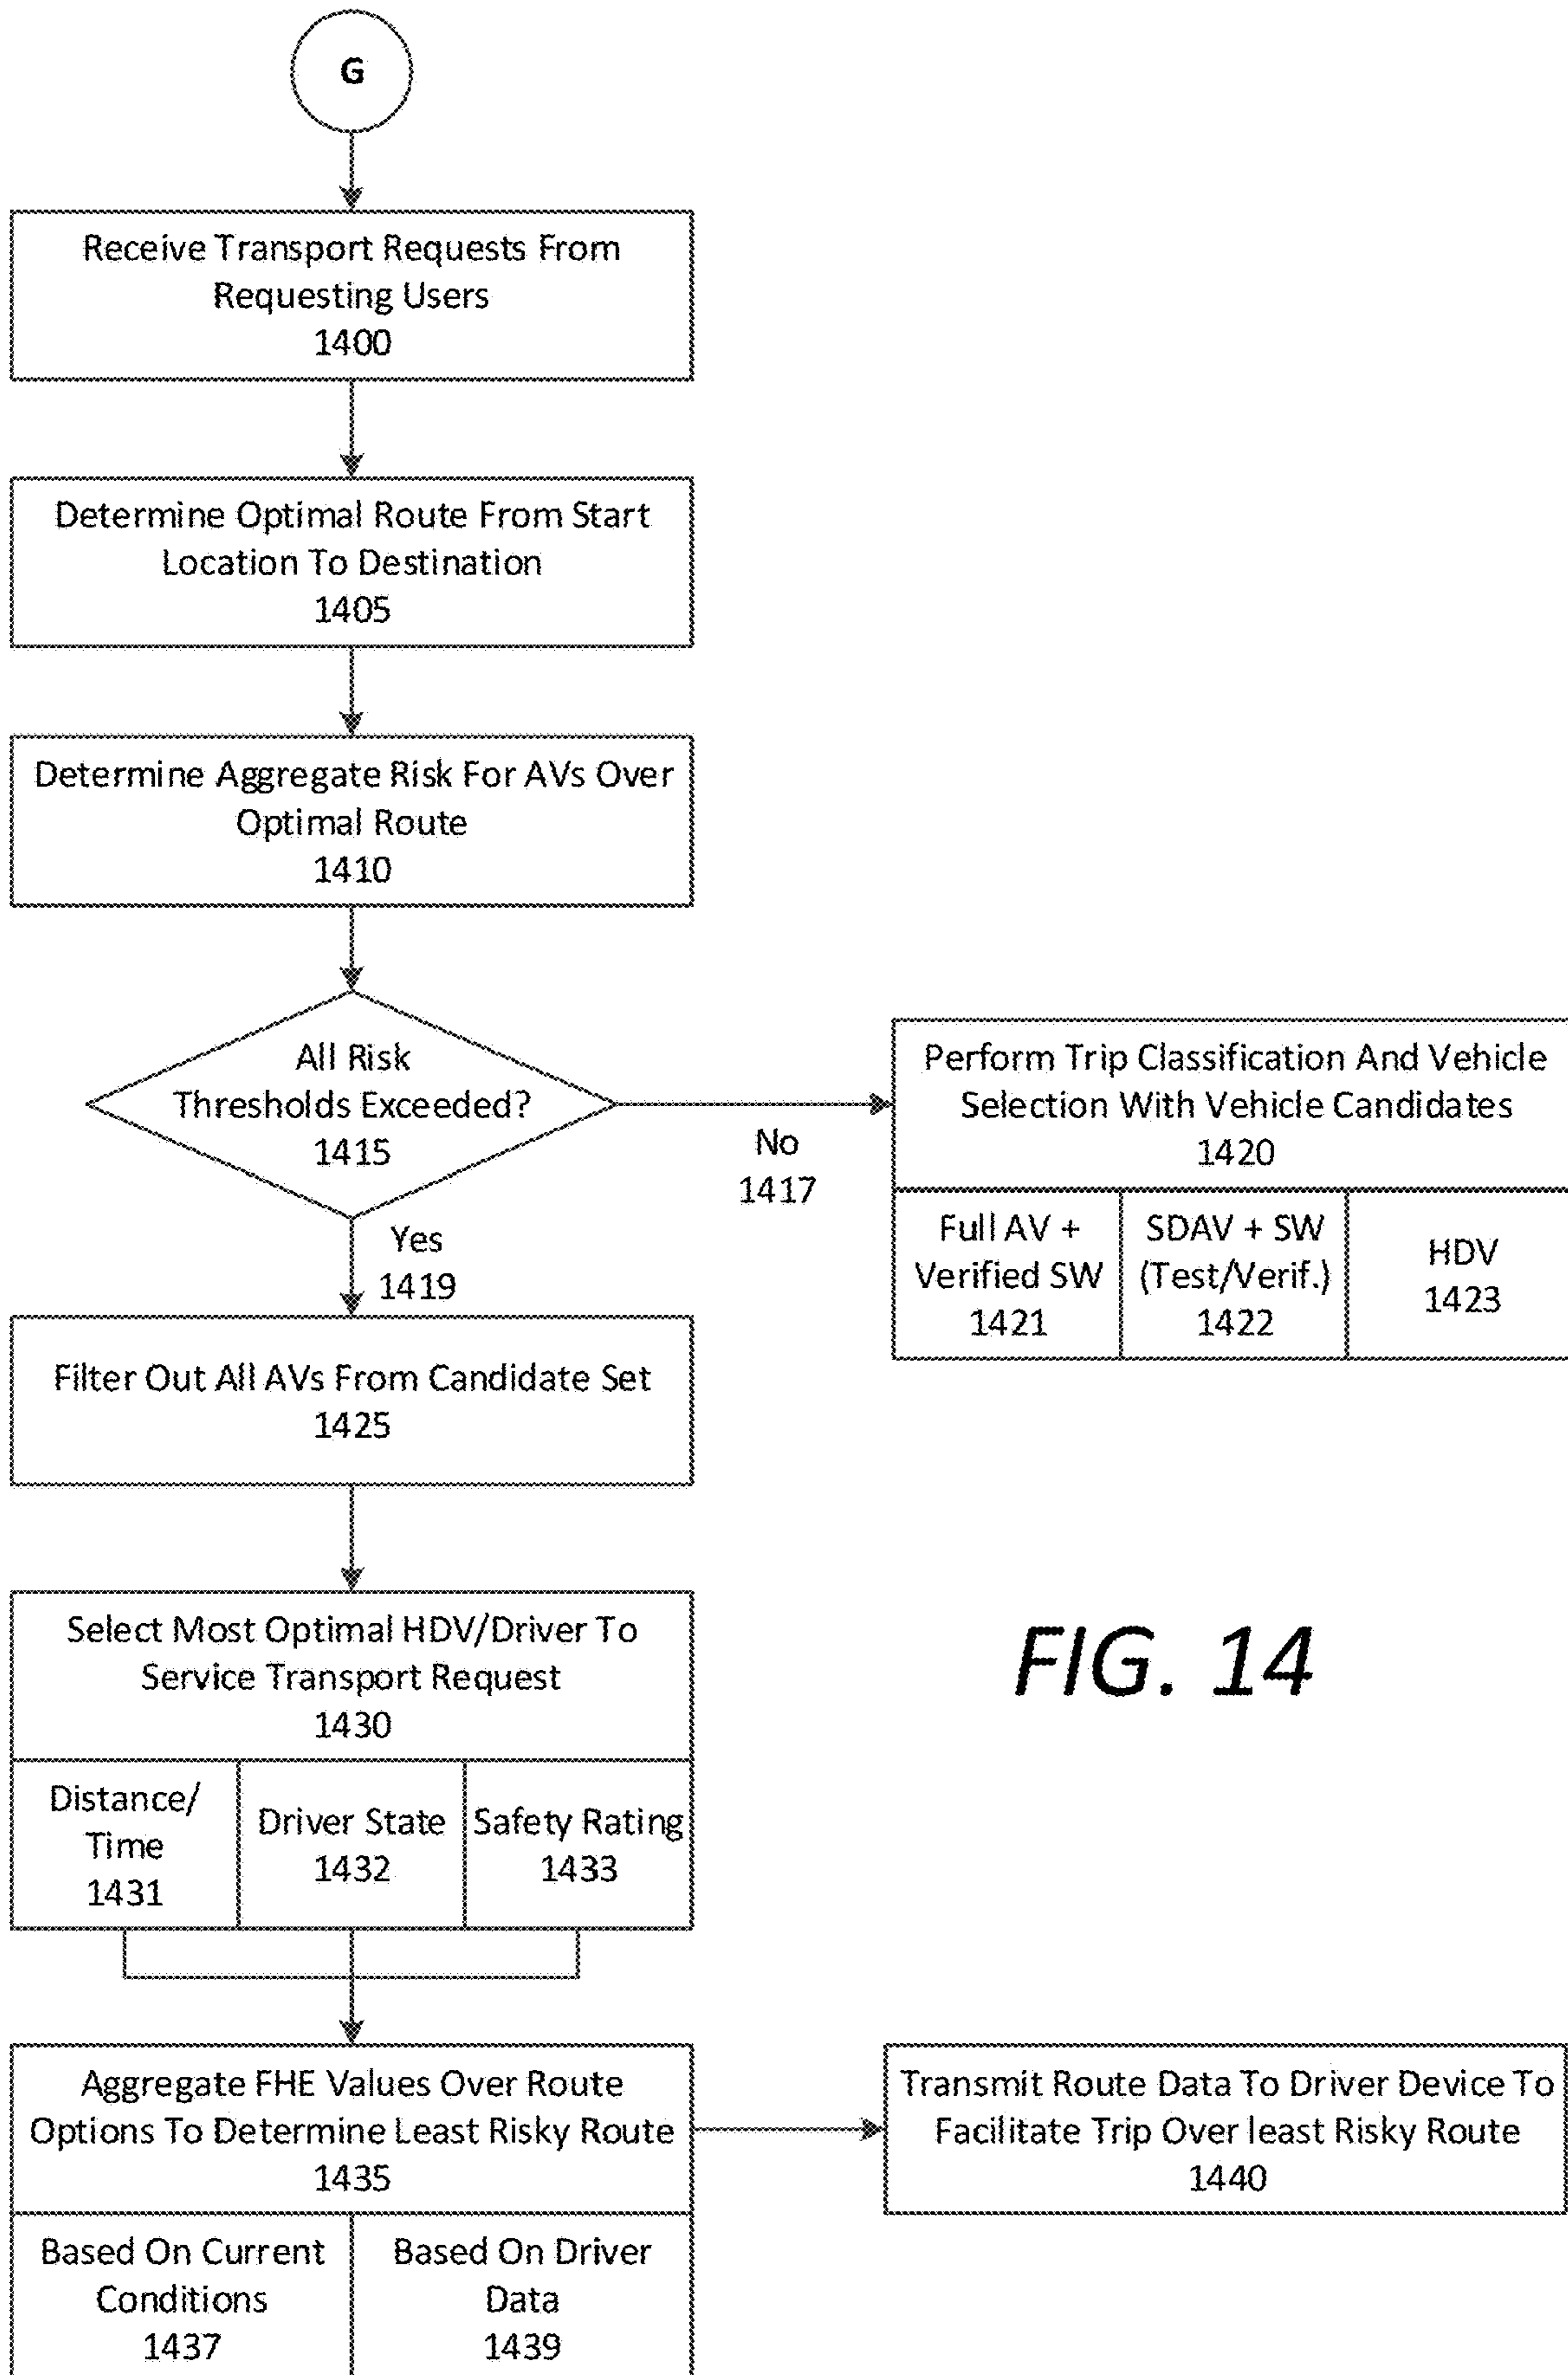 G
Receive Transport Requests From
Requesting Users
1400
Determine Optimal Route From Start
Location To Destination
1405
Determine Aggregate Risk For AVs Over
Optimal Route
1410
All Risk
Thresholds Exceeded?
1415
No
1417
Perform Trip Classification And Vehicle
Selection With Vehicle Candidates
1420
Full AV +
Verified SW
1421
SDAV + SW
(Test/Verif.)
1422
HDV
1423
Yes
1419
Filter Out All AVs From Candidate Set
1425
Select Most Optimal HDV/Driver To
Service Transport Request
1430
Distance/
Time
1431
Driver State
1432
Safety Rating
1433
FIG. 14
Aggregate FHE Values Over Route
Options To Determine Least Risky Route
1435
Based On Current
Conditions
1437
Based On Driver
Data
1439
Transmit Route Data To Driver Device To
Facilitate Trip Over least Risky Route
1440